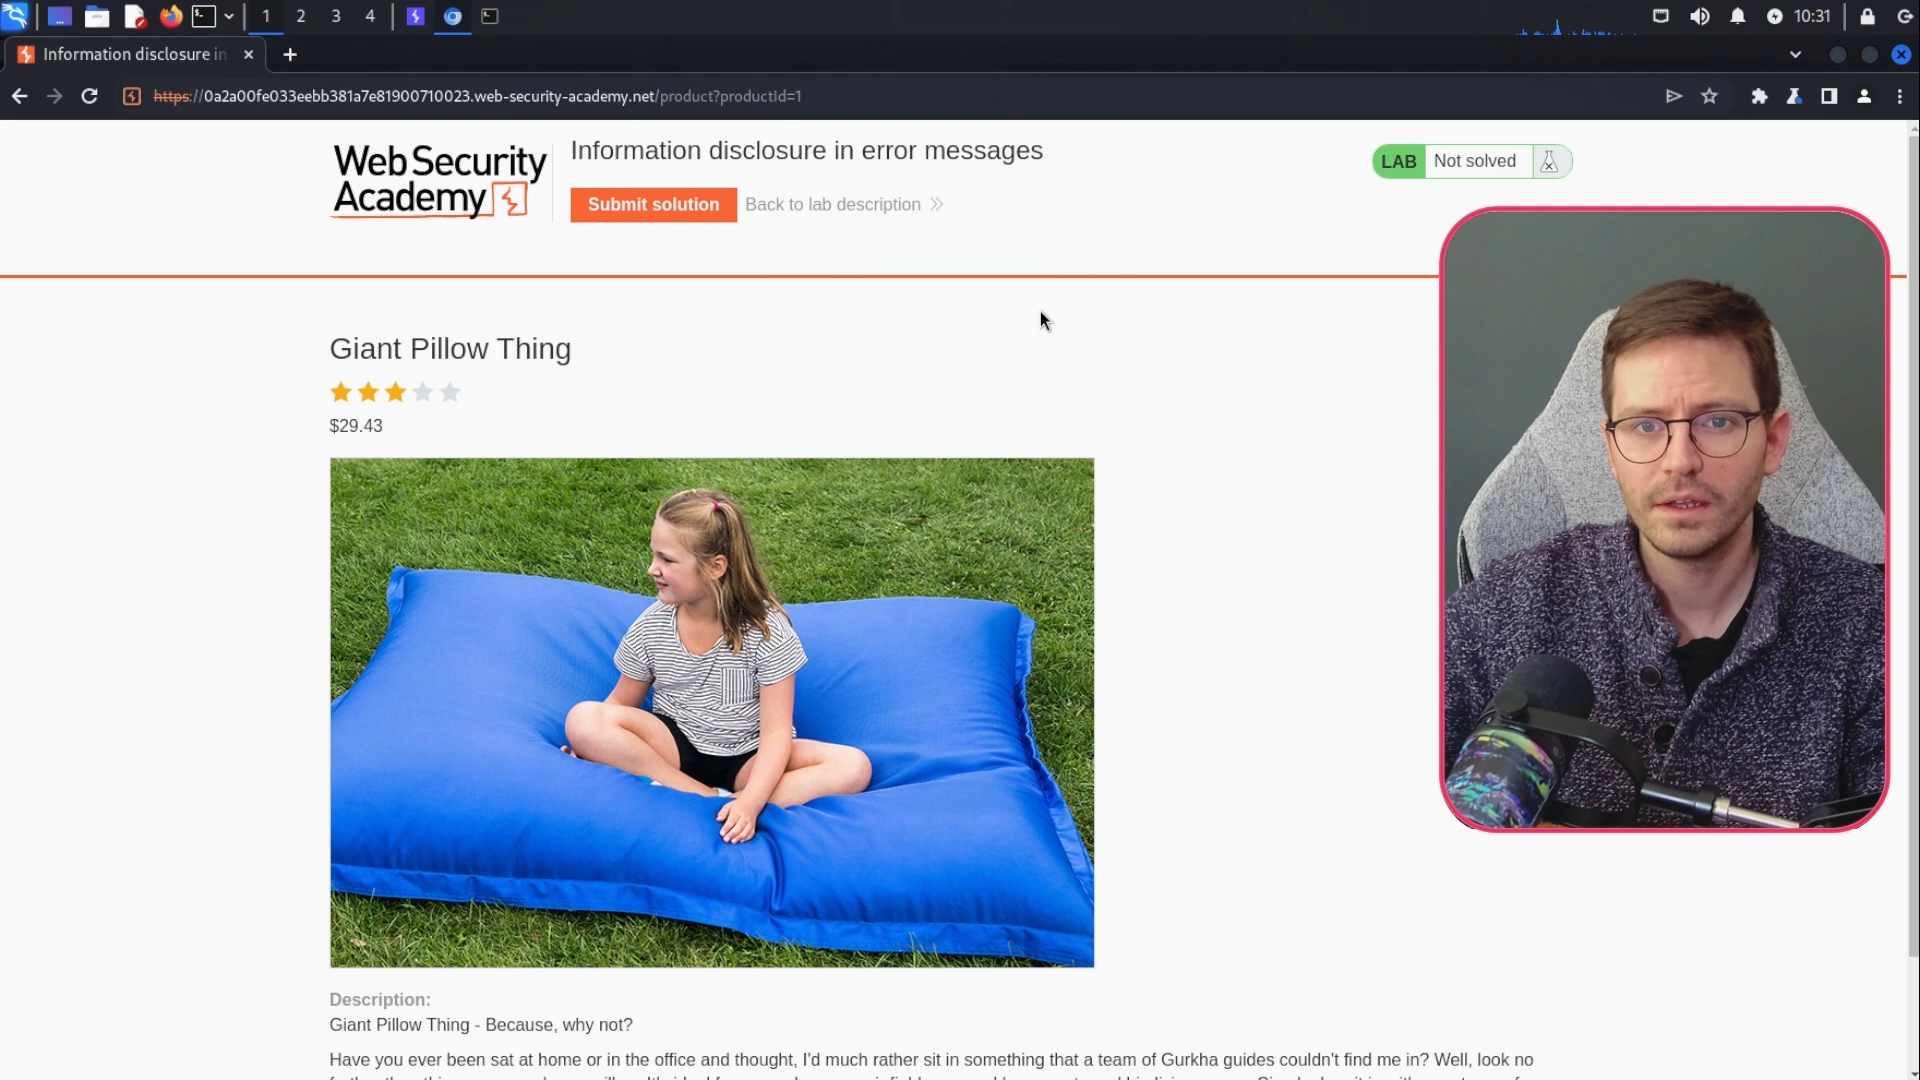 1 2 3 4
10:31
Information disclosure in
https://0a2a00fe033eebb381a7e81900710023.web-security-academy.net/product?productId=1
Web Security
Academy
Information disclosure in error messages
Submit solution
Back to lab description
LAB
Not solved
Giant Pillow Thing
$29.43
Description:
Giant Pillow Thing - Because, why not?
Have you ever been sat at home or in the office and thought, I'd much rather sit in something that a team of Gurkha guides couldn't find me in? Well, look no